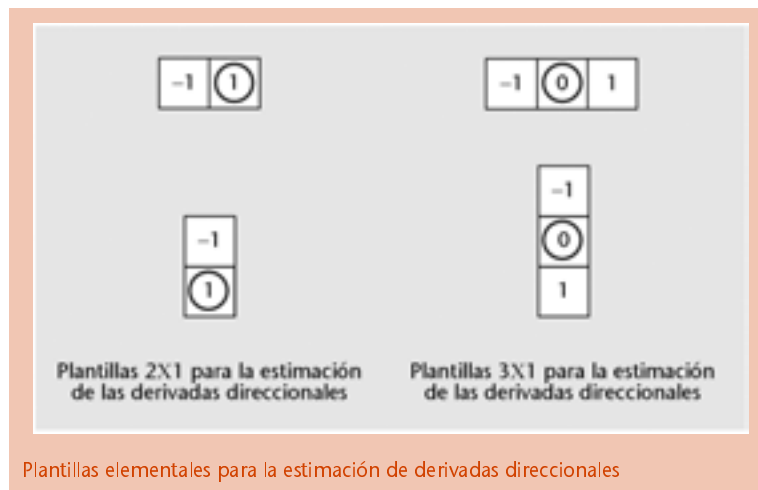 –1 1
–1 0 1
–1
1
–1
0
1
Plantillas 2X1 para la estimación
de las derivadas direccionales
Plantillas 3X1 para la estimación
de las derivadas direccionales
Plantillas elementales para la estimación de derivadas direccionales